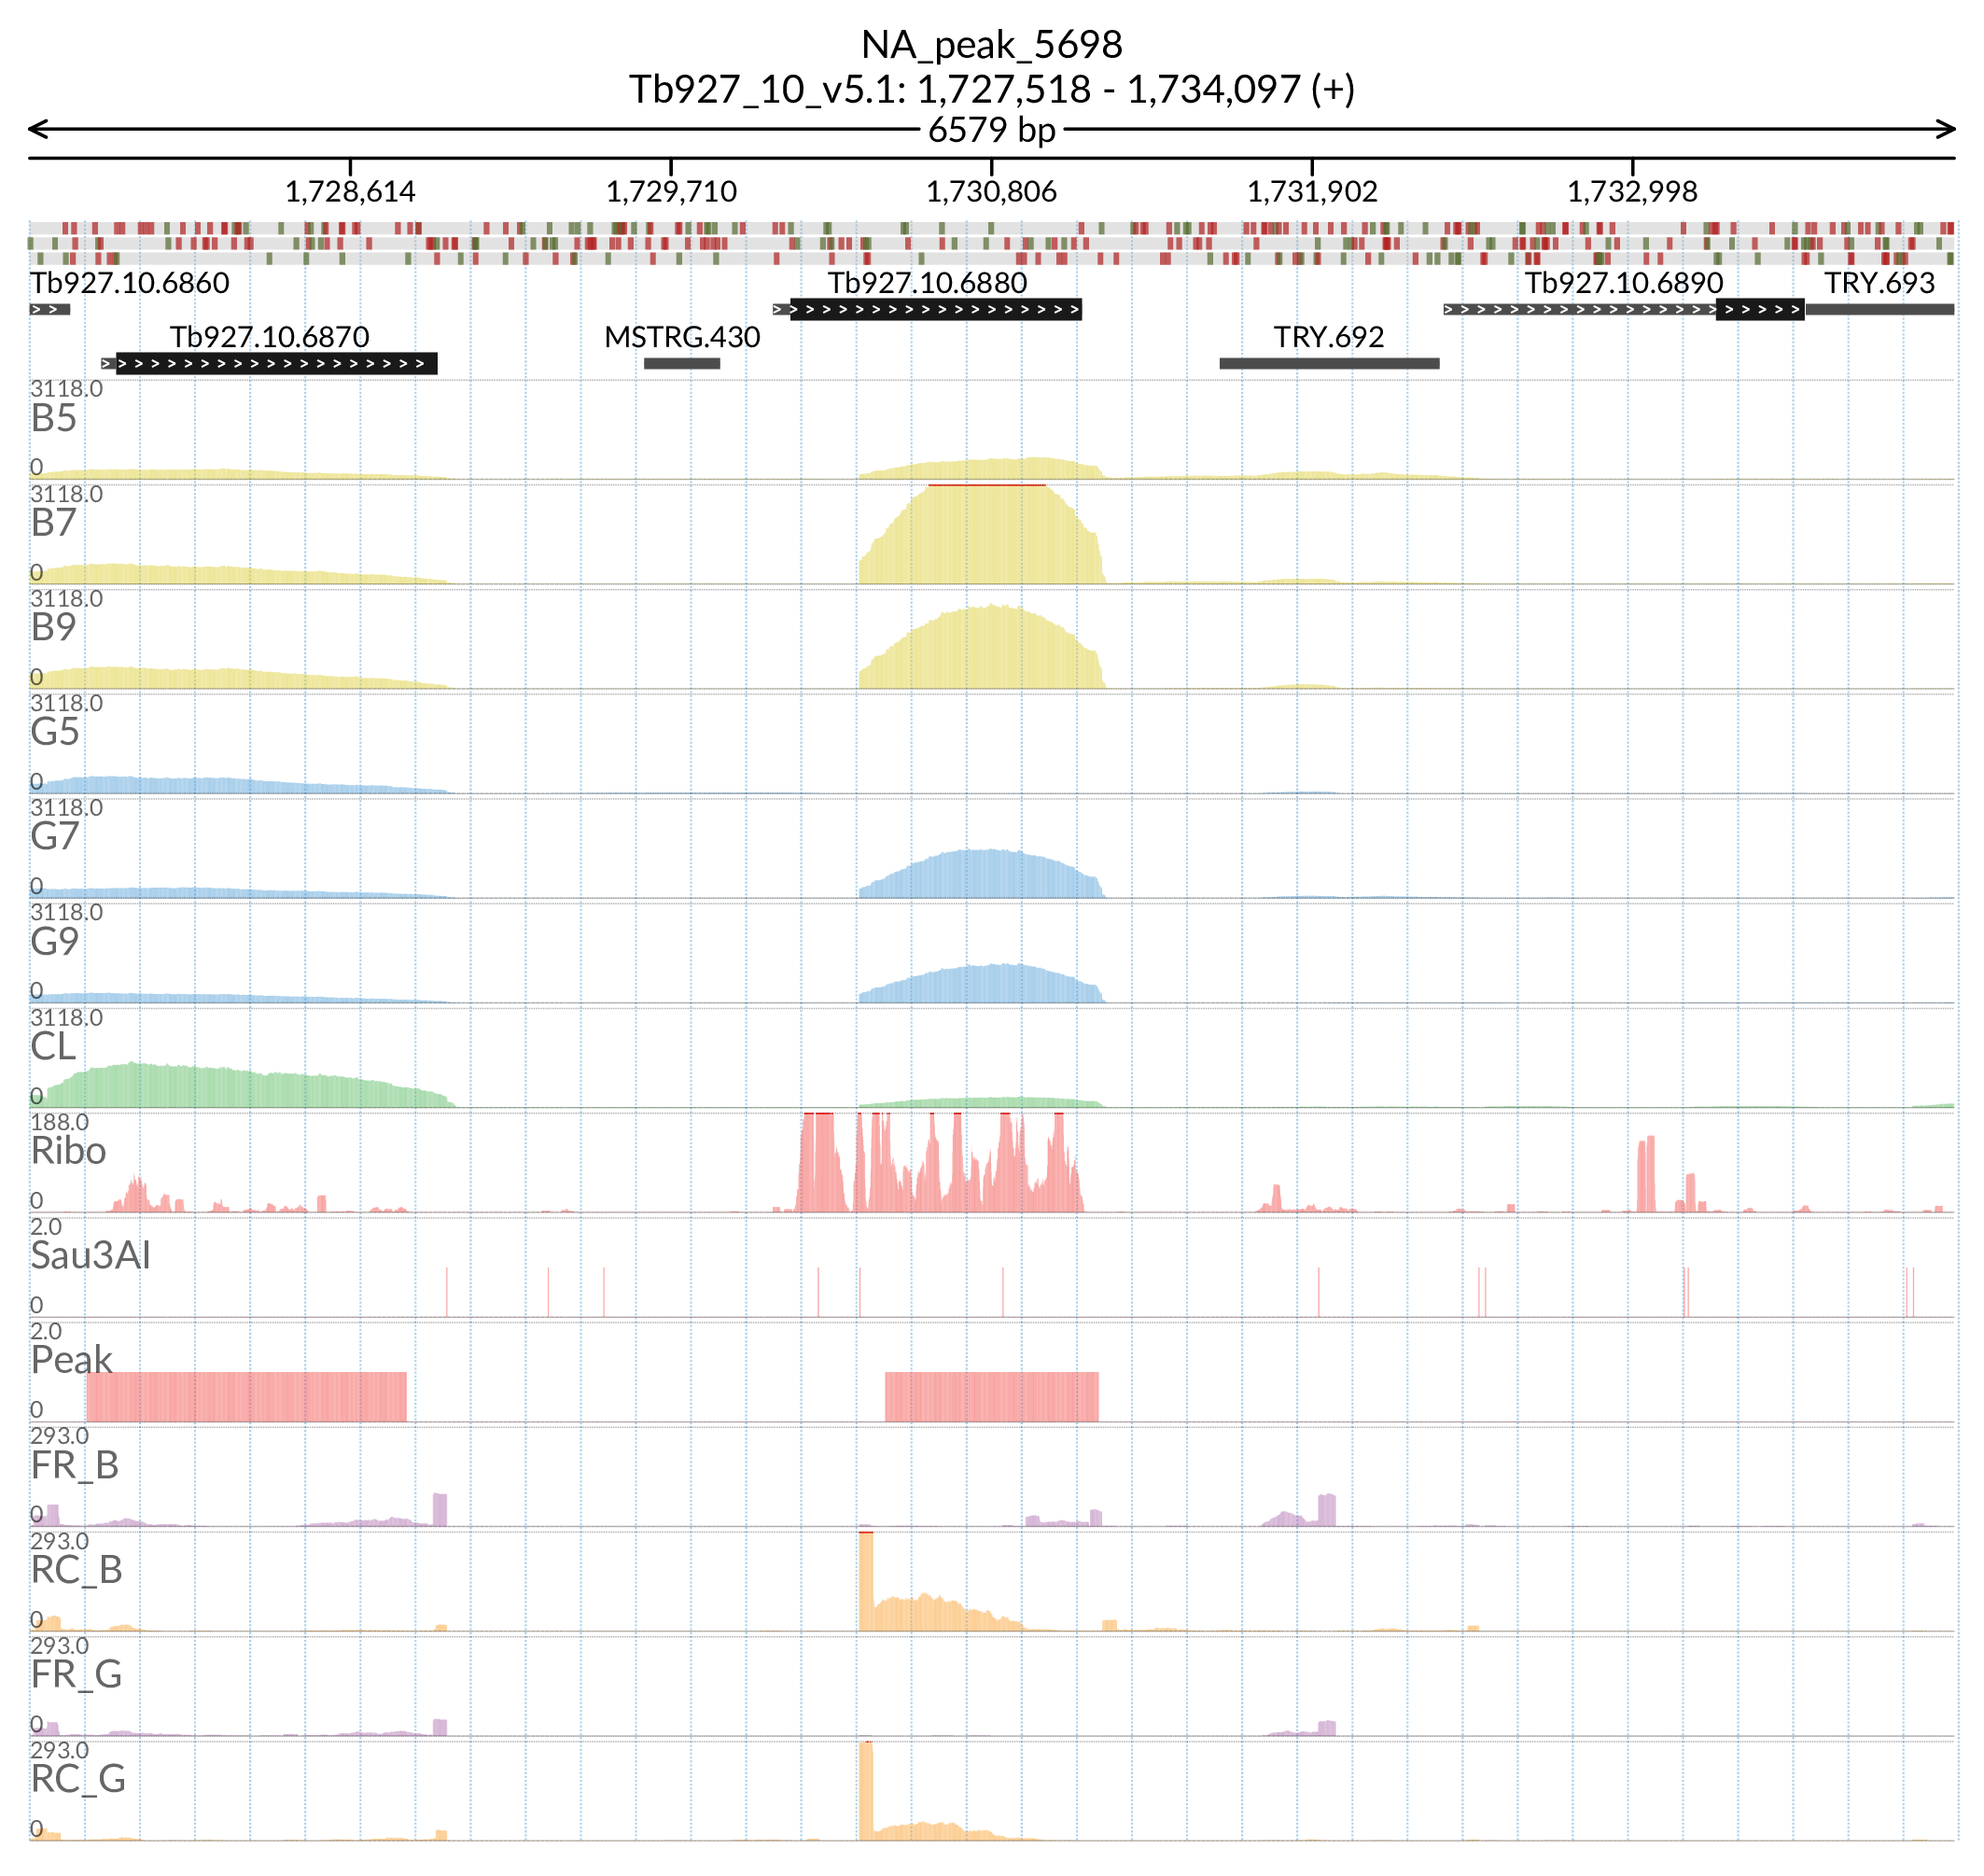 NA_peak_5698
Tb927_10_v5.1: 1,727,518 - 1,734,097 (+)
6579 bp
1,728,614 1,729,710 1,730,806 1,731,902 1,732,998
Tb927.10.6860 Tb927.10.6880 Tb927.10.6890 TRY.693
Tb927.10.6870 MSTRG.430 TRY.692
3118.0
B5
0
3118.0
B7
0
3118.0
B9
0
3118.0
G5
0
3118.0
G7
0
3118.0
G9
0
3118.0
CL
0
188.0
Ribo
0
2.0
Sau3AI
0
2.0
Peak
0
293.0
FR_B
0
293.0
RC_B
0
293.0
FR_G
0
293.0
RC_G
0